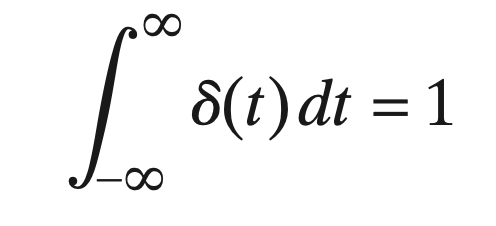 ∫_{-∞}^{∞} δ(t) dt = 1